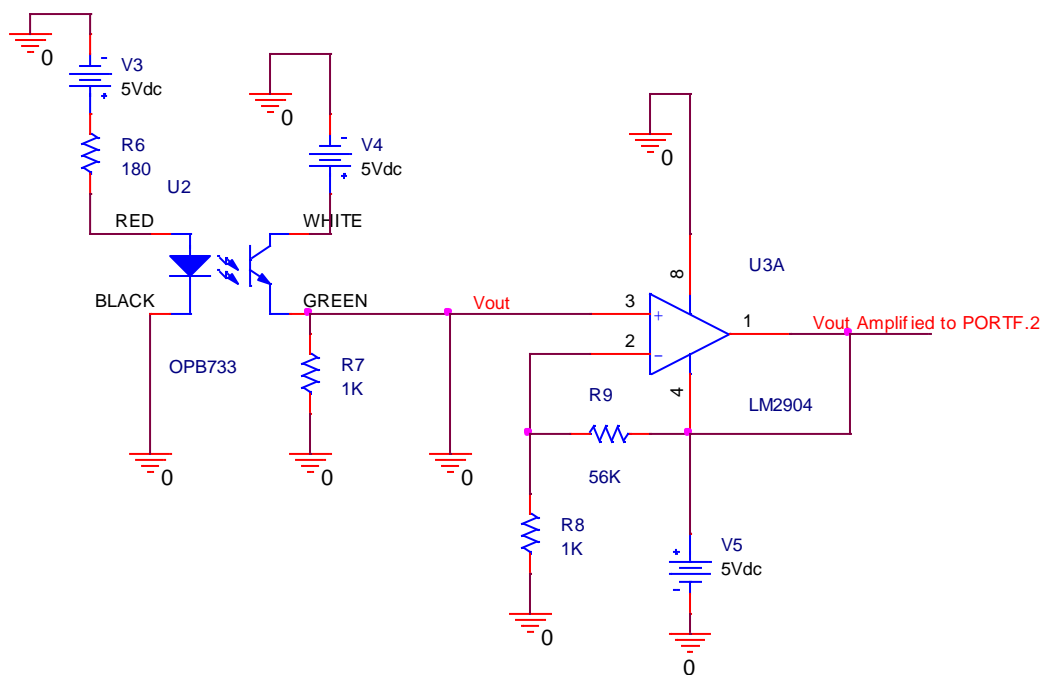 0
V3
5Vdc
R6
180
U2
RED
BLACK
OPB733
0
0
V4
5Vdc
WHITE
GREEN
R7
1K
0
Vout
0
0
8
U3A
3
+
2
−
1
4
LM2904
Vout Amplified to PORTF.2
R9
56K
R8
1K
0
V5
5Vdc
0